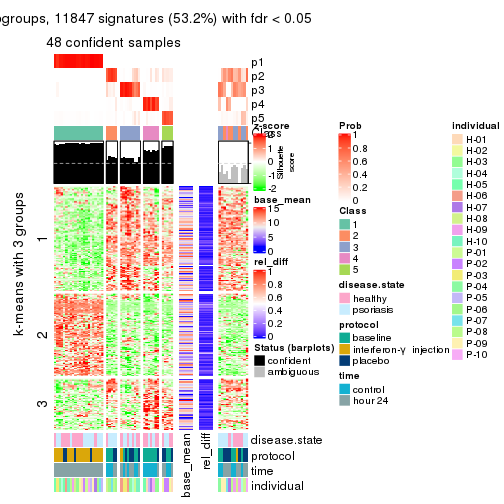 ogroups, 11847 signatures (53.2%) with fdr < 0.05
48 confident samples
p1
p2
p3
p4
p5
Class
1
0
Silhouette
score
k-means with 3 groups
1
2
3
z-score
2
1
0
-1
-2
base_mean
15
10
5
0
rel_diff
1
0.8
0.6
0.4
0.2
0
Status (barplots)
confident
ambiguous
disease.state
protocol
time
individual
base_mean
rel_diff
Prob
1
0.8
0.6
0.4
0.2
0
Class
1
2
3
4
5
disease.state
healthy
psoriasis
protocol
baseline
interferon-γ injection
placebo
time
control
hour 24
individual
H-01
H-02
H-03
H-04
H-05
H-06
H-07
H-08
H-09
H-10
P-01
P-02
P-03
P-04
P-05
P-06
P-07
P-08
P-09
P-10